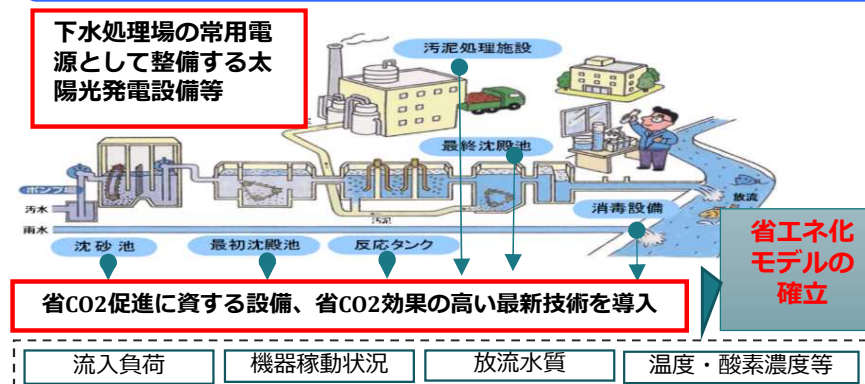 下水処理場の常用電
源として整備する太
陽光発電設備等
汚泥処理施設
最終沈殿池
ポンプ場
汚水
雨水
汚泥
消毒設備
放流
沈砂池
最初沈殿池
反応タンク
省エネ化
モデルの
確立
省CO2促進に資する設備、省CO2効果の高い最新技術を導入
流入負荷
機器稼動状況
放流水質
温度・酸素濃度等